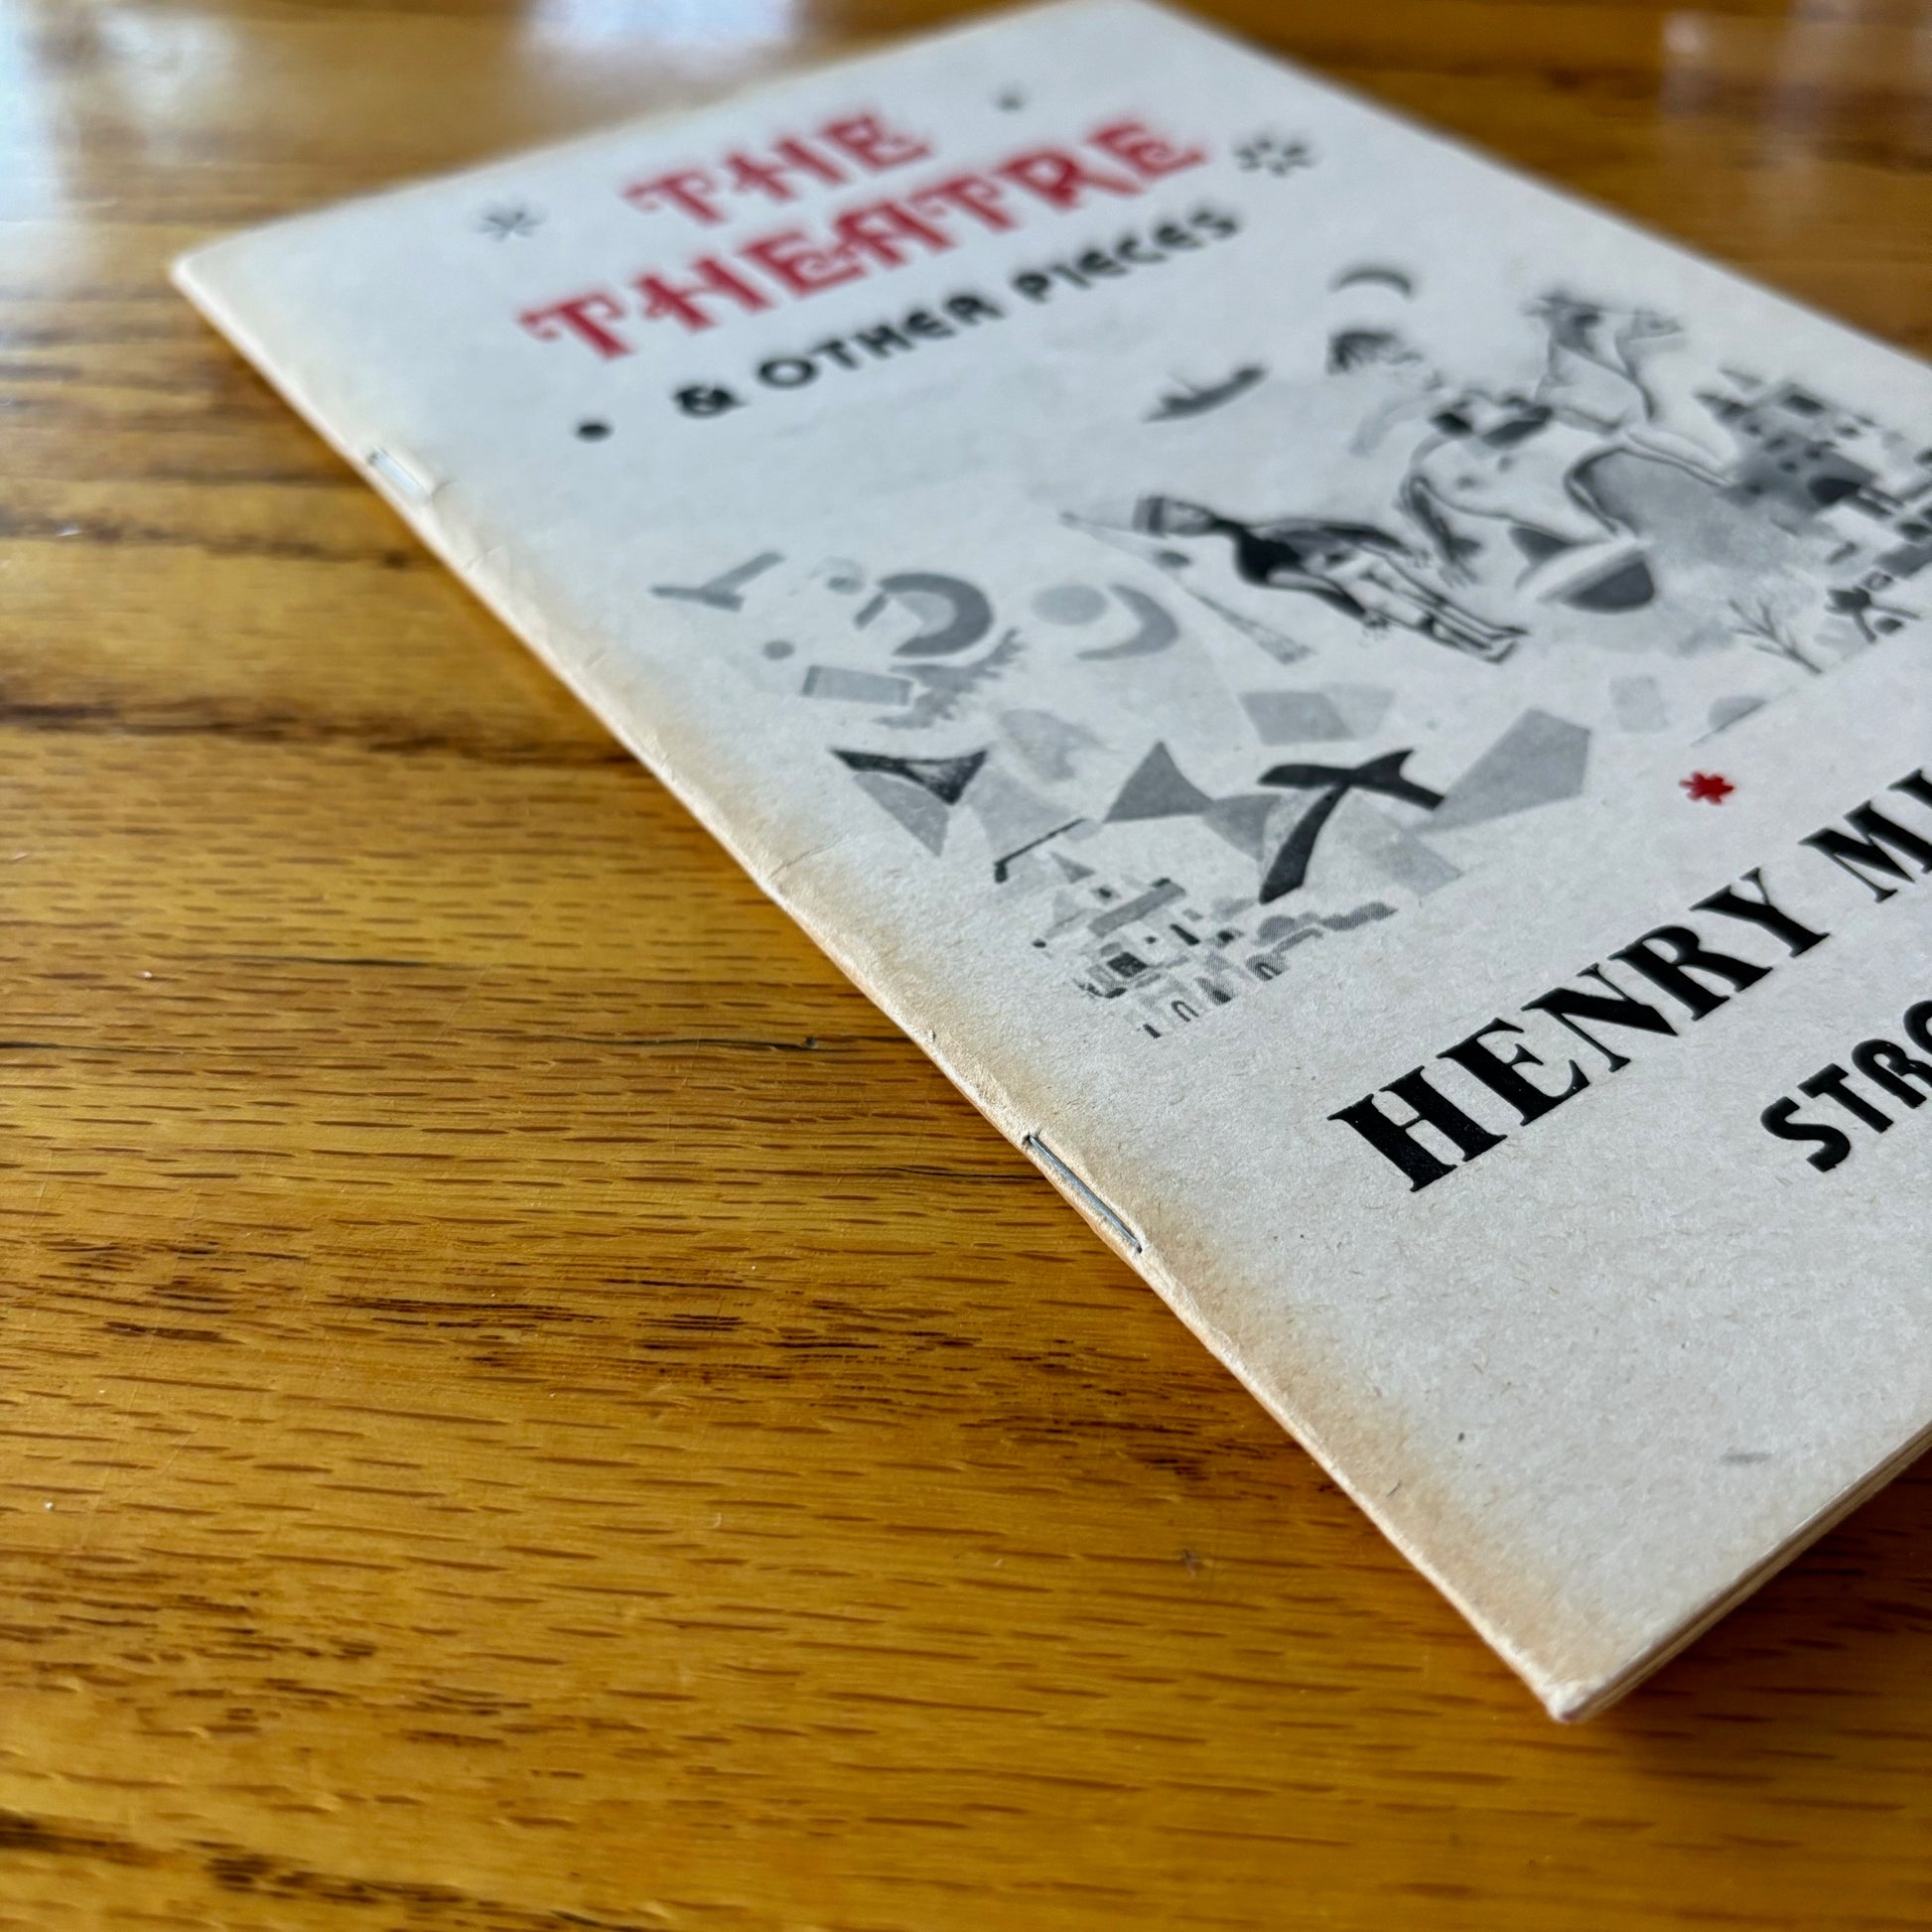 THE
THEATRE
& OTHER PIECES
HENRY